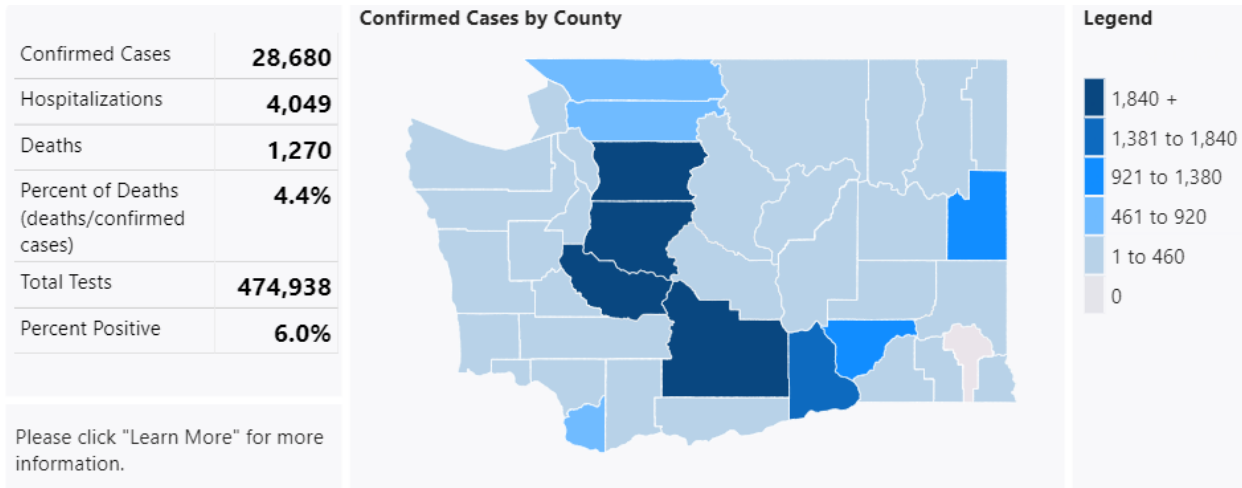 Confirmed Cases 28,680
Hospitalizations 4,049
Deaths 1,270
Percent of Deaths 4.4%
(deaths/confirmed
cases)
Total Tests 474,938
Percent Positive 6.0%
Please click "Learn More" for more
information.
Confirmed Cases by County
Legend
1,840 +
1,381 to 1,840
921 to 1,380
461 to 920
1 to 460
0